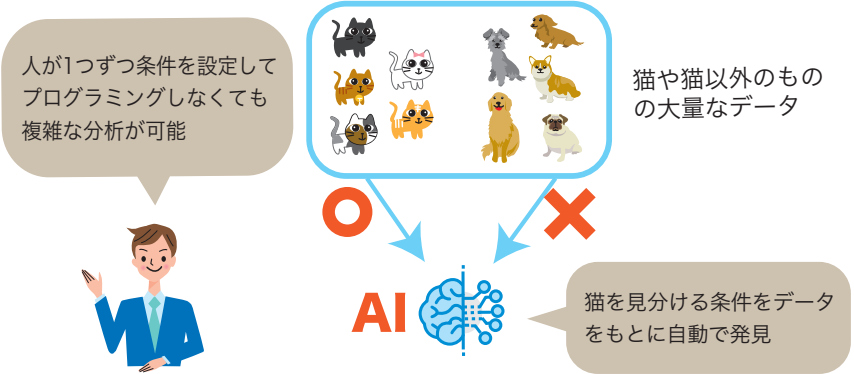 人が1つずつ条件を設定して
プログラミングしなくても
複雑な分析が可能
猫や猫以外のもの
の大量なデータ
AI
猫を見分ける条件をデータ
をもとに自動で発見